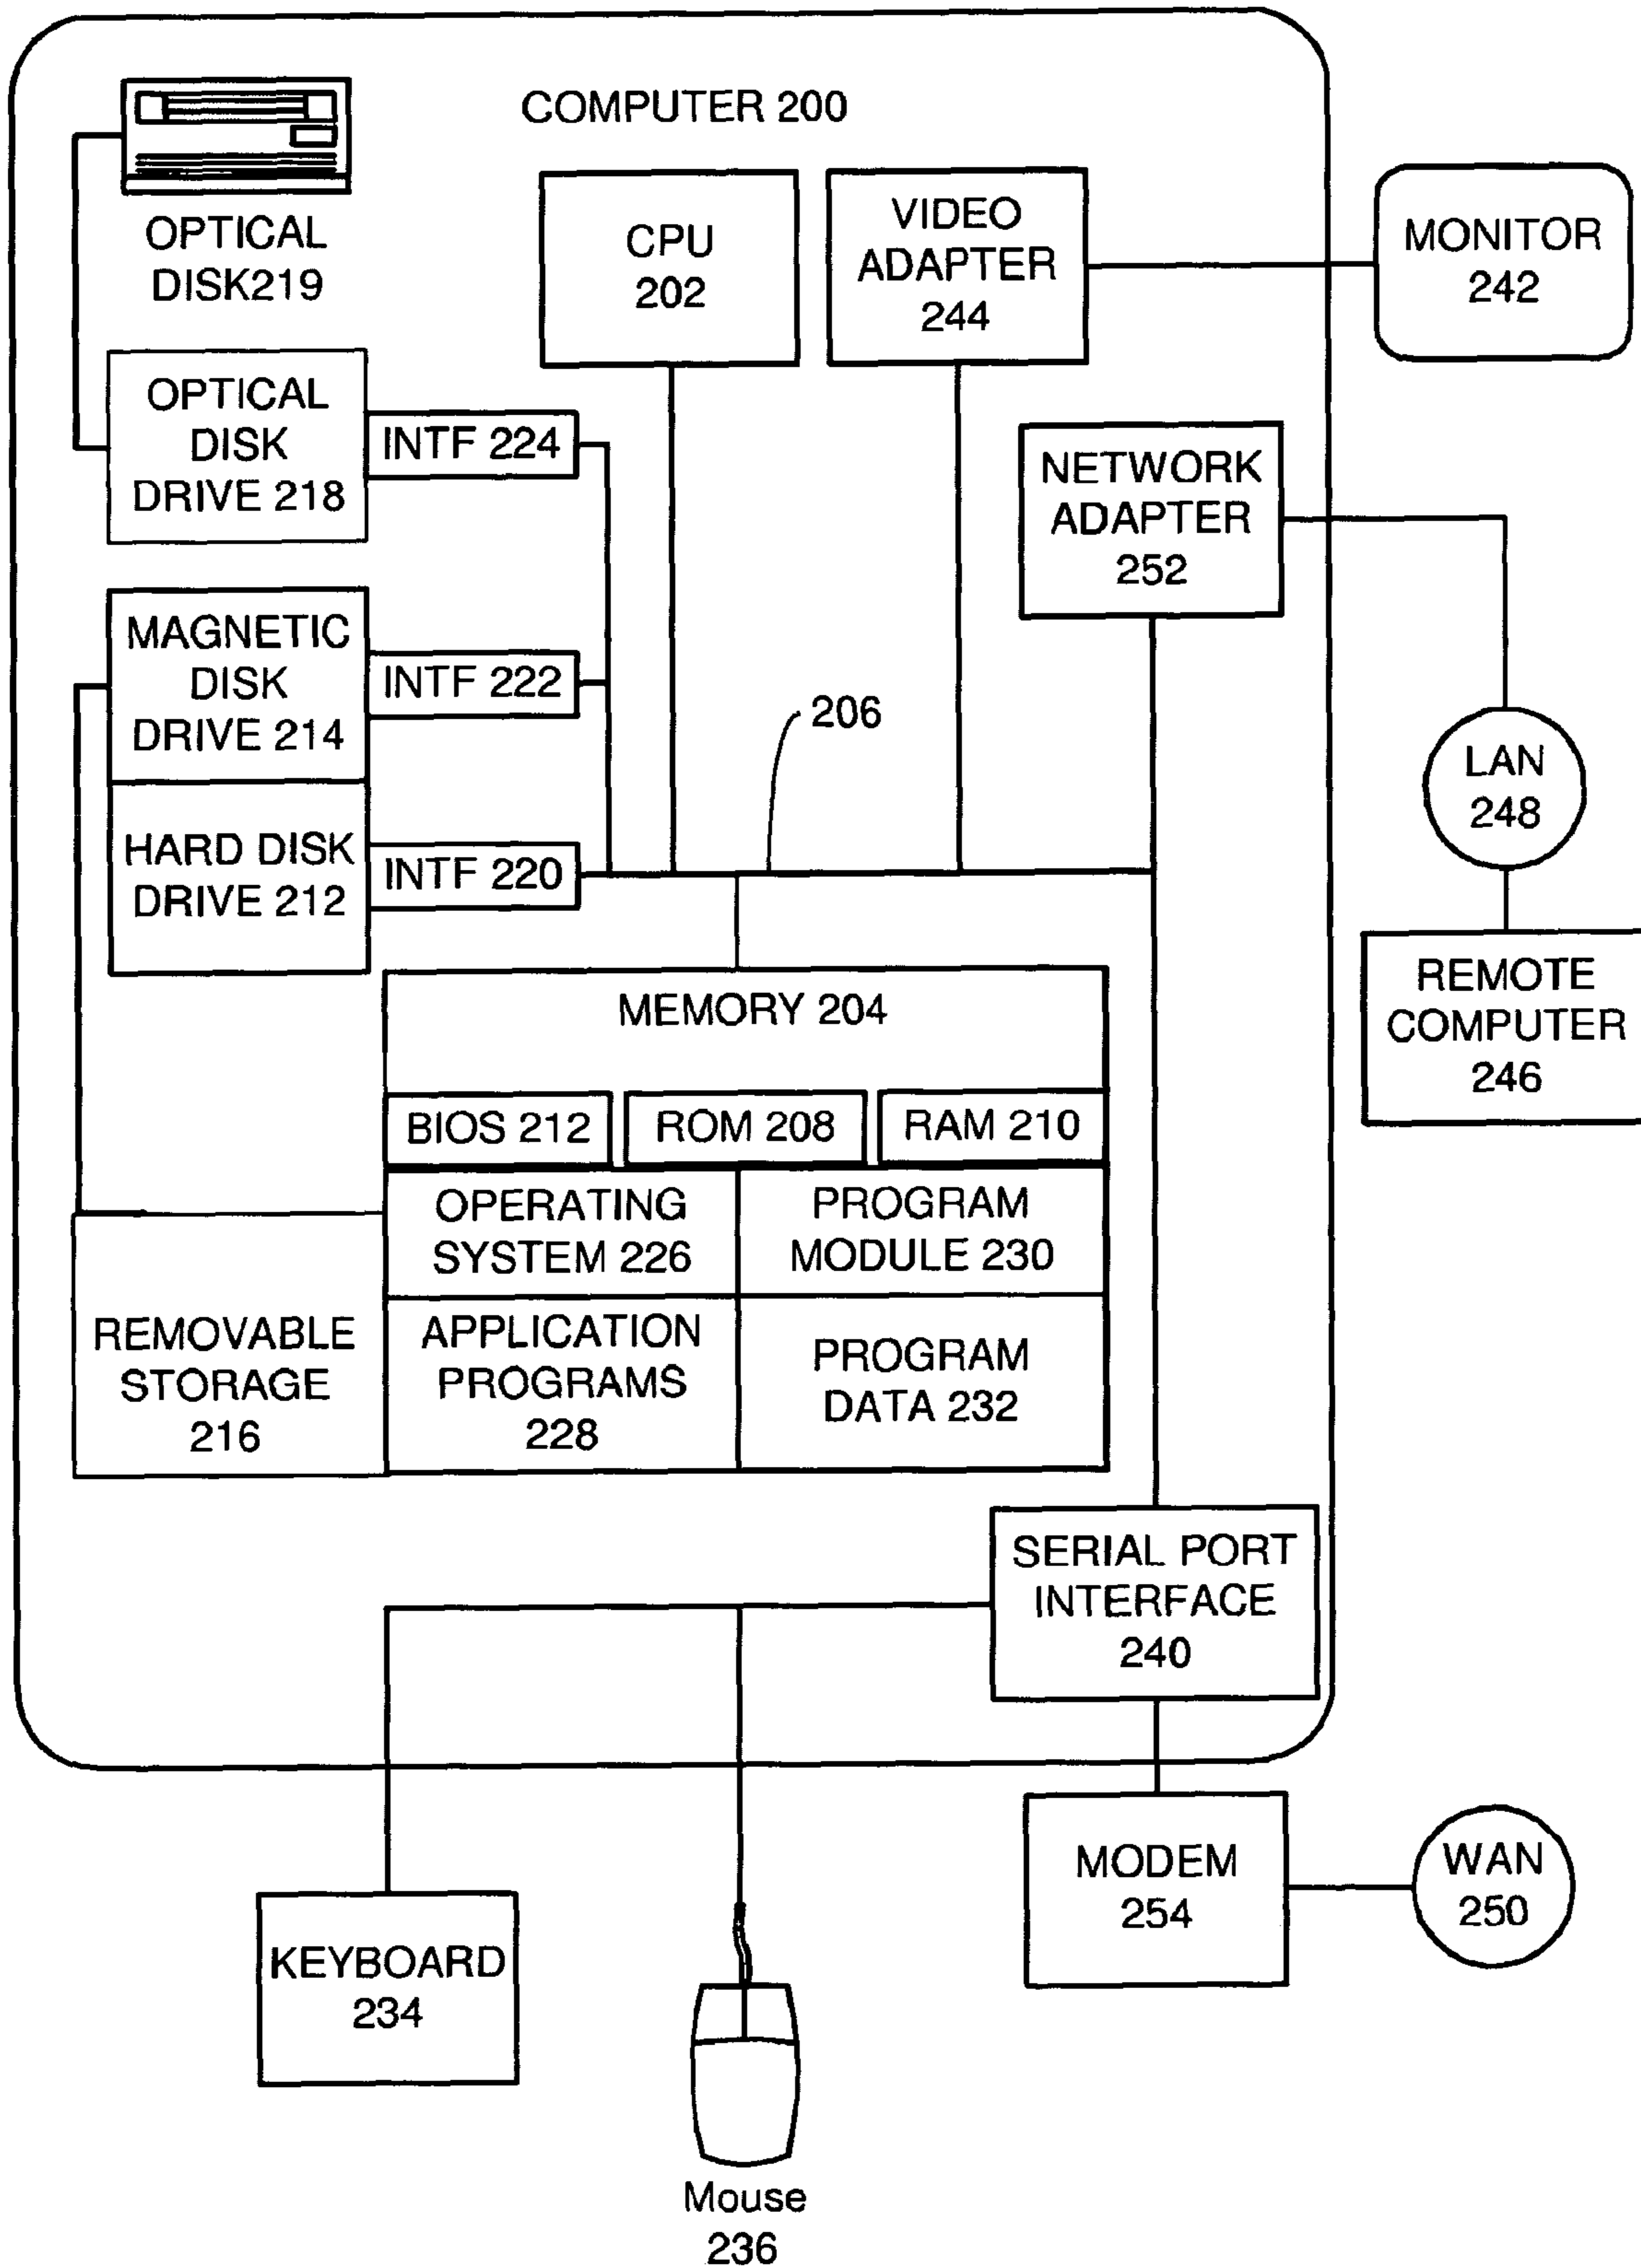 COMPUTER 200
OPTICAL
DISK219
CPU
202
VIDEO
ADAPTER
244
MONITOR
242
OPTICAL
DISK
DRIVE 218
INTF 224
NETWORK
ADAPTER
252
MAGNETIC
DISK
DRIVE 214
INTF 222
206
LAN
248
HARD DISK
DRIVE 212
INTF 220
REMOTE
COMPUTER
246
MEMORY 204
BIOS 212
ROM 208
RAM 210
OPERATING
SYSTEM 226
PROGRAM
MODULE 230
REMOVABLE
STORAGE
216
APPLICATION
PROGRAMS
228
PROGRAM
DATA 232
SERIAL PORT
INTERFACE
240
MODEM
254
WAN
250
KEYBOARD
234
Mouse
236